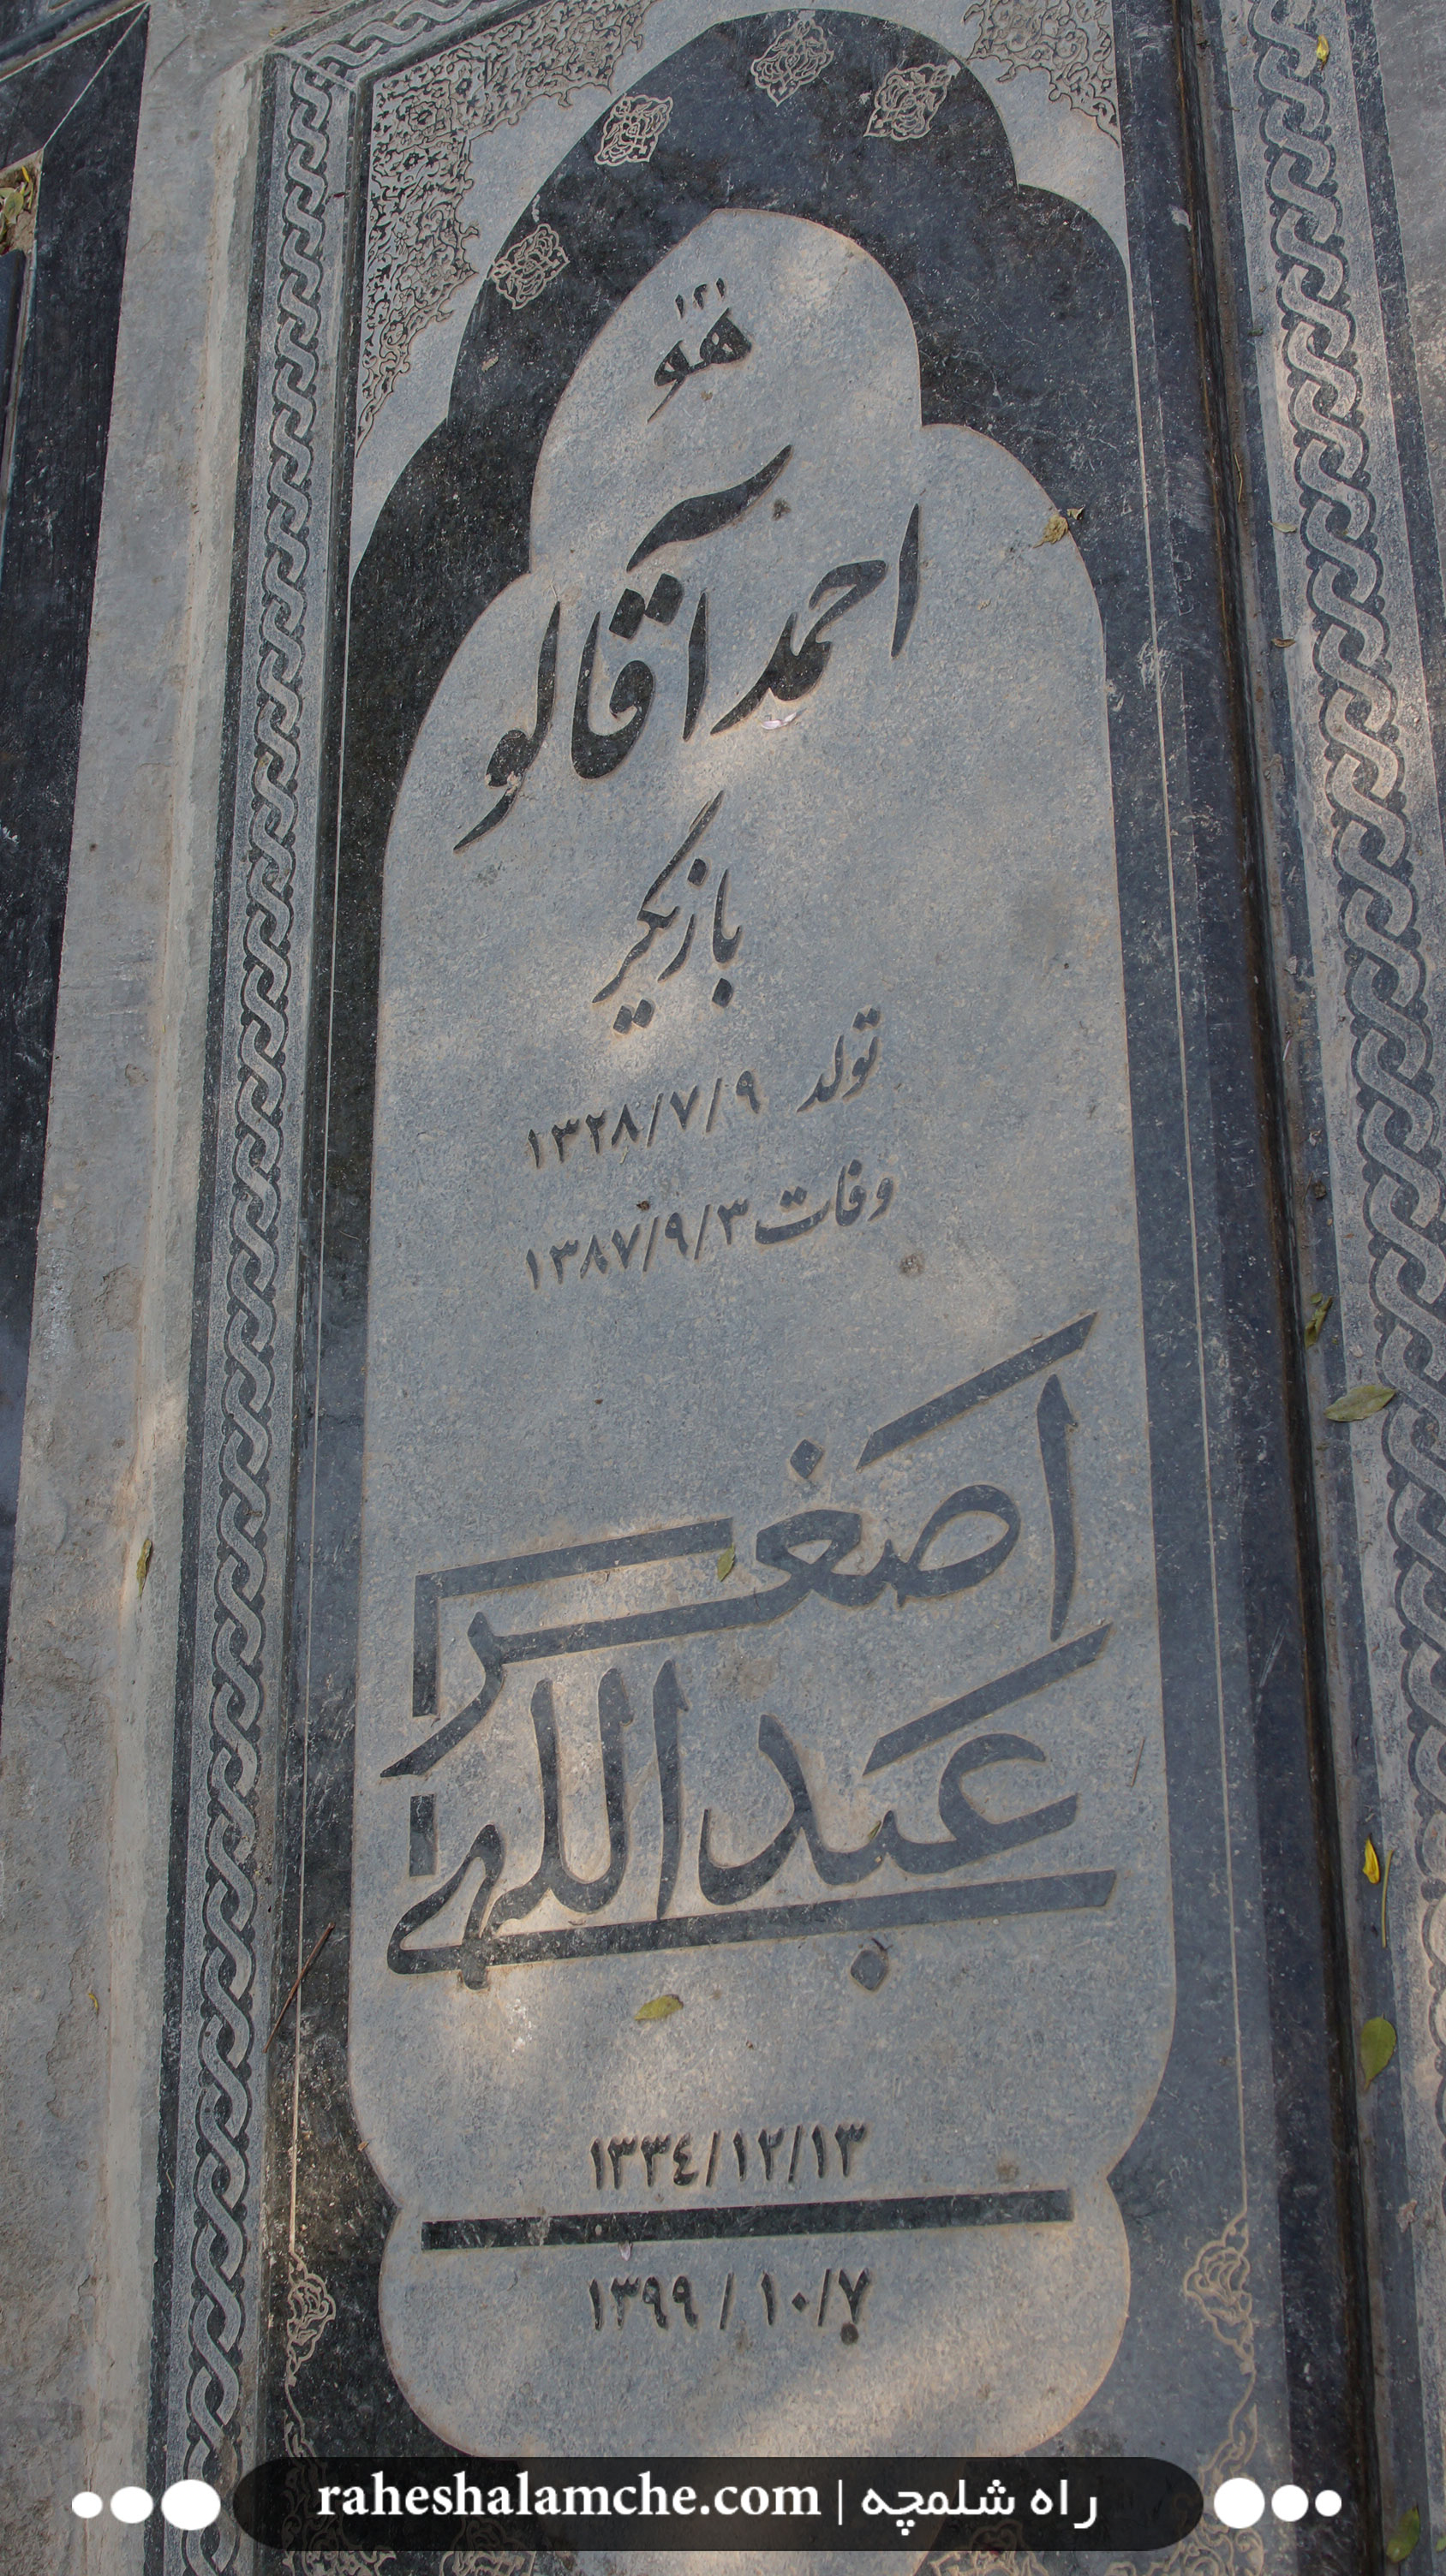 ۱۲۱
هو
احمد آقالو
بازیگر
تولد ۱۳۲۸/۷/۹
وفات ۱۳۸۷/۹/۳
اصغر
عبداللهی
۱۳۳٤/۱۲/۱۳
۱۳۹۹/۱۰/۷
raheshalamche.com | راه شلمچه